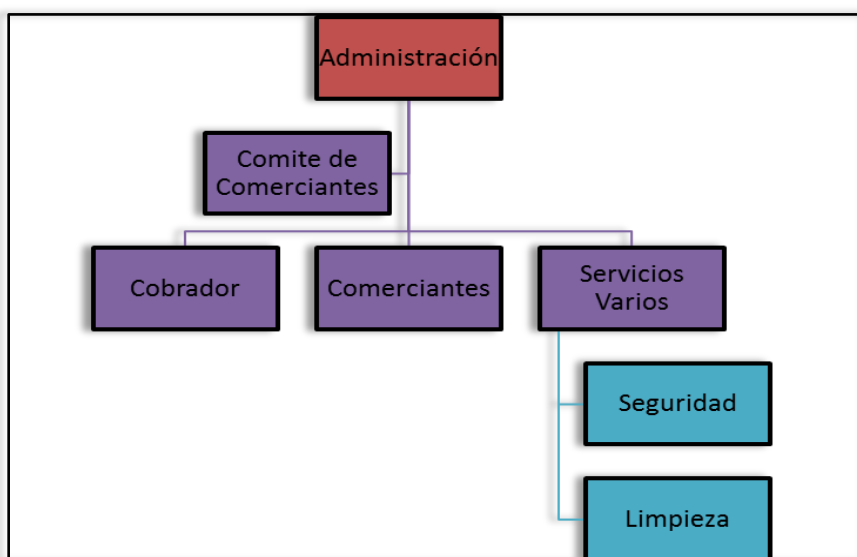 Administración
Comite de
Comerciantes
Cobrador
Comerciantes
Servicios
Varios
Seguridad
Limpieza